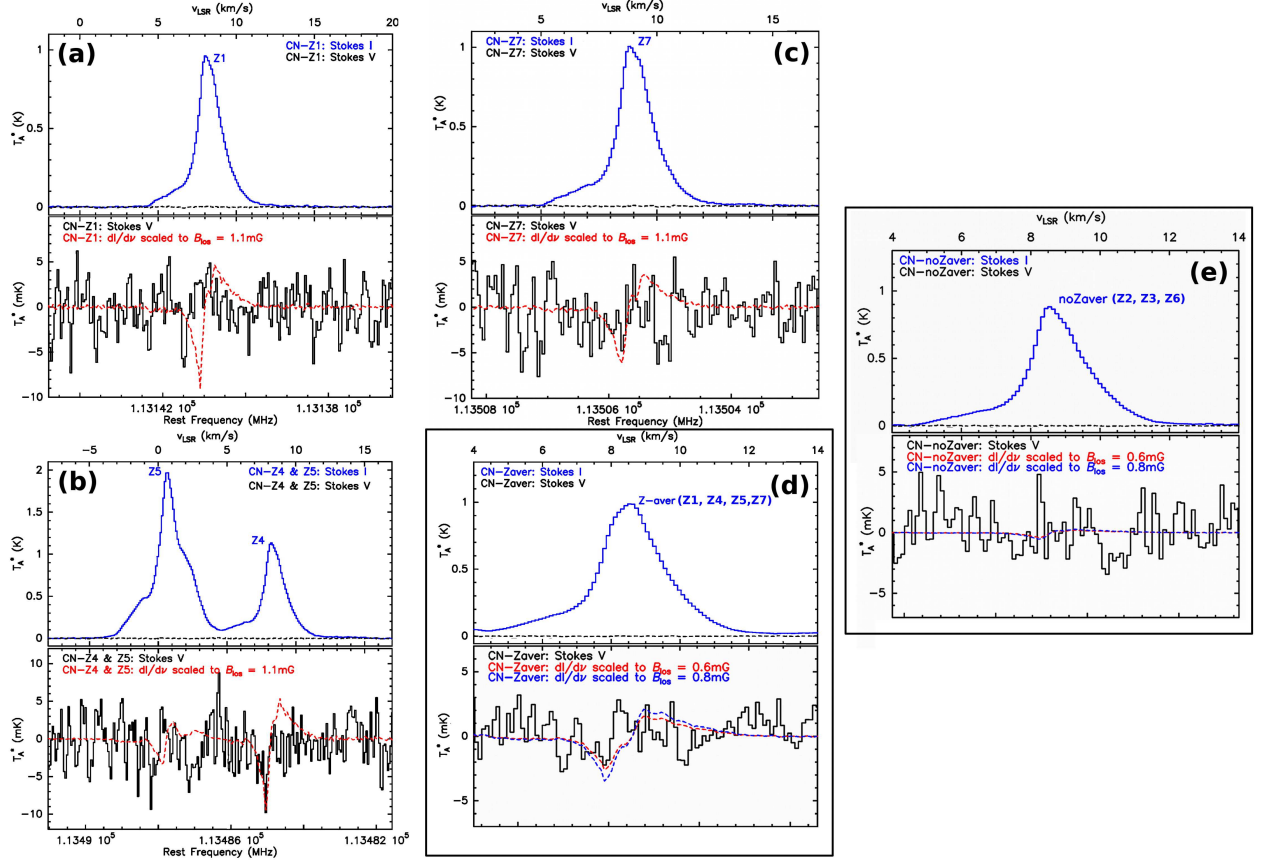 v_LSR (km/s)
0 5 10 15 20
(a)
CN-Z1: Stokes I
CN-Z1: Stokes V
Z1
T_A* (K)
1
0.5
0
CN-Z1: Stokes V
CN-Z1: dI/dν scaled to B_los = 1.1mG
T_A* (mK)
5
0
−5
−10
1.13142 10^5 1.13138 10^5
Rest Frequency (MHz)
v_LSR (km/s)
5 10 15
(c)
CN-Z7: Stokes I
CN-Z7: Stokes V
Z7
T_A* (K)
1
0.5
0
CN-Z7: Stokes V
CN-Z7: dI/dν scaled to B_los = 1.1mG
T_A* (mK)
5
0
−5
−10
1.13508 10^5 1.13506 10^5 1.13504 10^5
Rest Frequency (MHz)
v_LSR (km/s)
−5 0 5 10 15
(b)
Z5
CN-Z4 & Z5: Stokes I
CN-Z4 & Z5: Stokes V
Z4
T_A* (K)
2
1.5
1
0.5
0
CN-Z4 & Z5: Stokes V
CN-Z4 & Z5: dI/dν scaled to B_los = 1.1mG
T_A* (mK)
10
5
0
−5
−10
1.1349 10^5 1.13486 10^5 1.13482 10^5
Rest Frequency (MHz)
v_LSR (km/s)
4 6 8 10 12 14
(d)
CN-Zaver: Stokes I
CN-Zaver: Stokes V
Z-aver (Z1, Z4, Z5,Z7)
T_A* (K)
1
0.5
0
CN-Zaver: Stokes V
CN-Zaver: dI/dν scaled to B_los = 0.6mG
CN-Zaver: dI/dν scaled to B_los = 0.8mG
T_A* (mK)
5
0
−5
v_LSR (km/s)
4 6 8 10 12 14
(e)
CN-noZaver: Stokes I
CN-noZaver: Stokes V
noZaver (Z2, Z3, Z6)
T_A* (K)
1
0.5
0
CN-noZaver: Stokes V
CN-noZaver: dI/dν scaled to B_los = 0.6mG
CN-noZaver: dI/dν scaled to B_los = 0.8mG
T_A* (mK)
5
0
−5